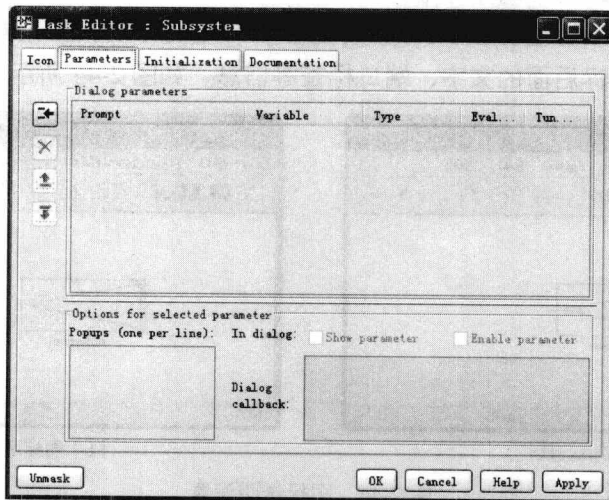 Mask Editor : Subsystem
Icon Parameters Initialization Documentation
Dialog parameters
Prompt Variable Type Eval... Tun...
Options for selected parameter
Popups (one per line): In dialog: Show parameter Enable parameter
Dialog
callback:
Unmask OK Cancel Help Apply